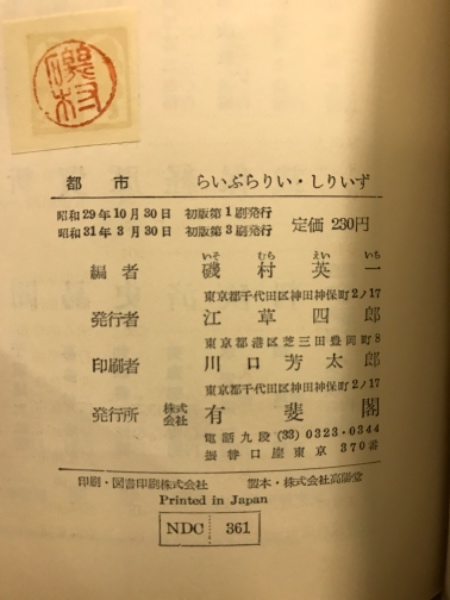 磯村
都市 らいぶらりい・しりいず
昭和29年10月30日 初版第1刷発行
昭和31年3月30日 初版第3刷発行 定価 230円
いそ むら えい いち
編者 磯村英一
東京都千代田区神田神保町2ノ17
発行者 江草四郎
東京都港区芝三田豊岡町8
印刷者 川口芳太郎
東京都千代田区神田神保町2ノ17
発行所 株式会社 有斐閣
電話九段(33)0323・0344
振替口座東京370番
印刷・図書印刷株式会社 製本・株式会社高陽堂
Printed in Japan
NDC 361